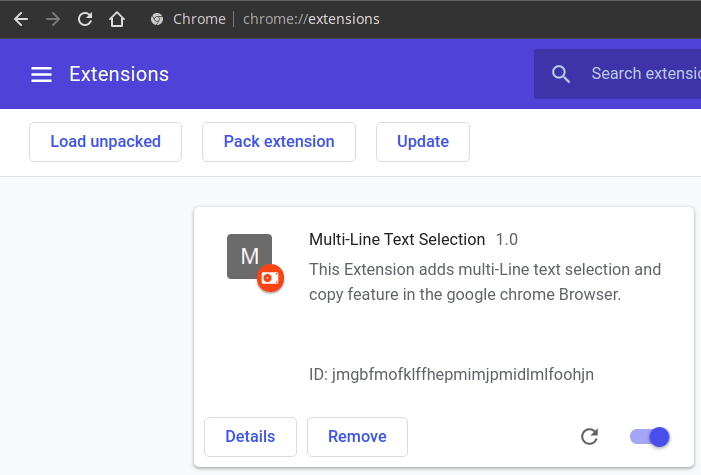 Chrome | chrome://extensions
Extensions
Search extensio
Load unpacked
Pack extension
Update
M
Multi-Line Text Selection 1.0
This Extension adds multi-Line text selection and
copy feature in the google chrome Browser.
ID: jmgbfmofklffhepmimjpmidlmlfoohjn
Details
Remove